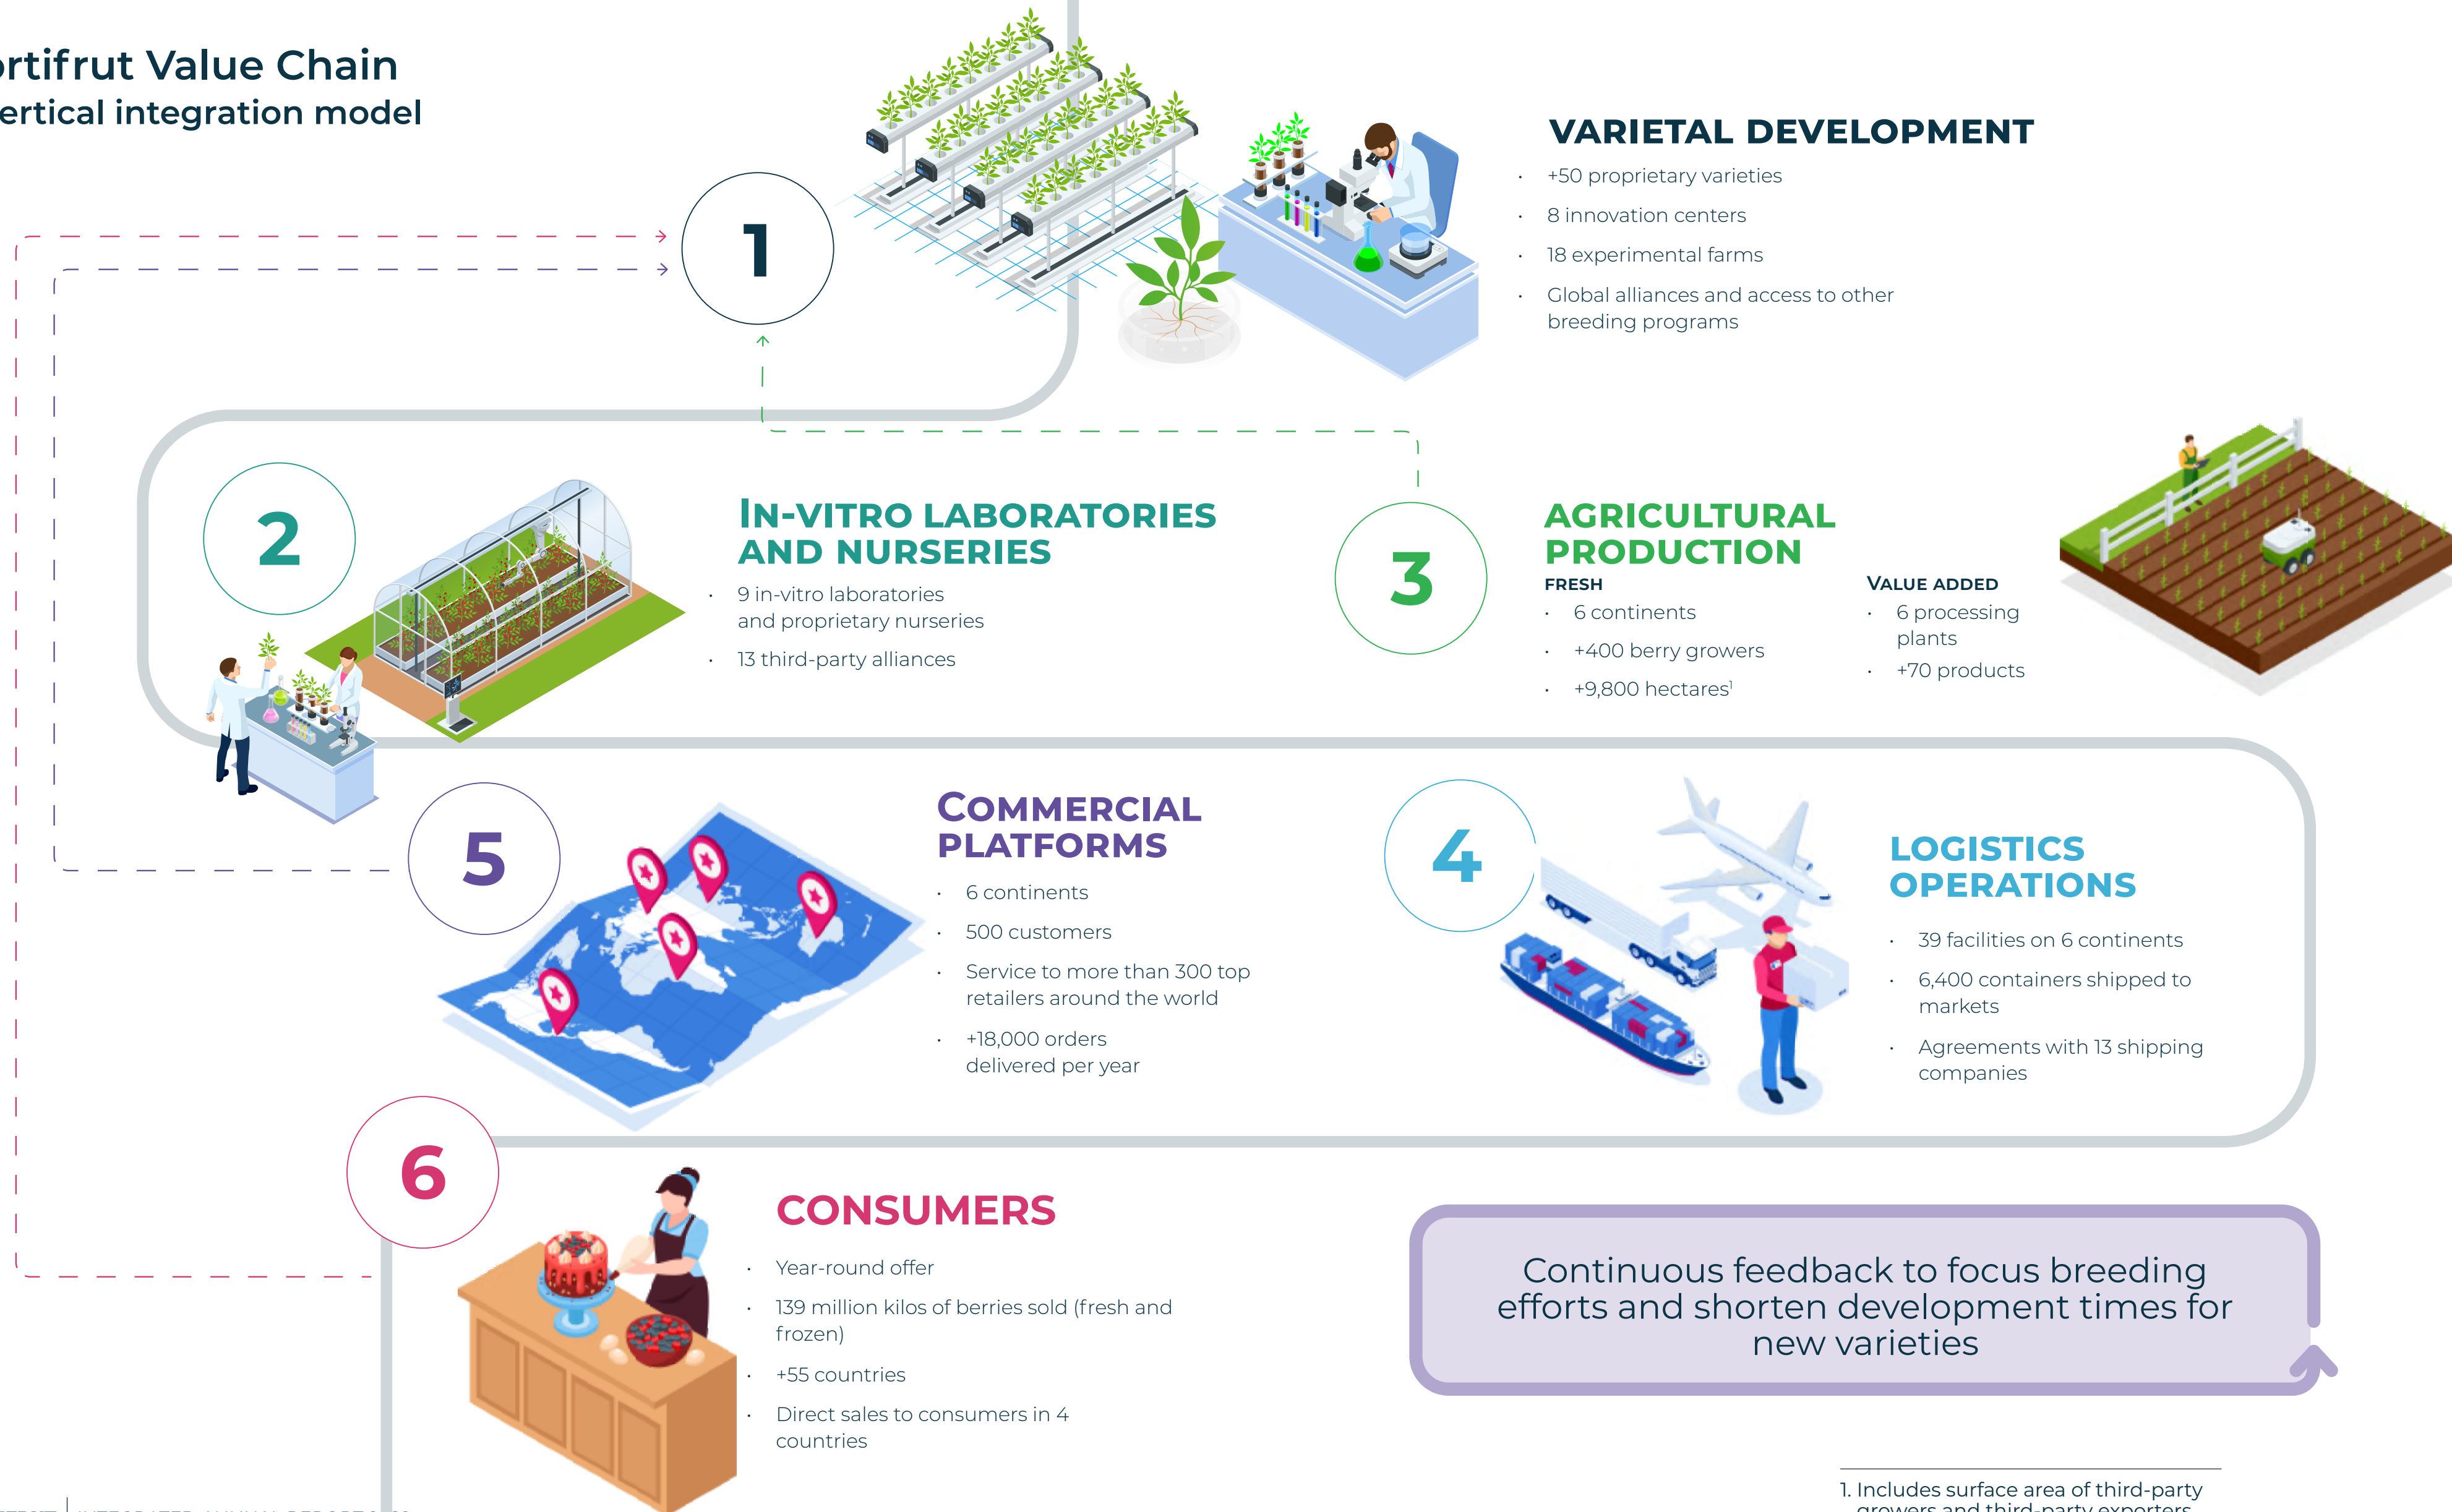 rtifrut Value Chain
ertical integration model
1
VARIETAL DEVELOPMENT
• +50 proprietary varieties
• 8 innovation centers
• 18 experimental farms
• Global alliances and access to other
breeding programs
2
IN-VITRO LABORATORIES
AND NURSERIES
• 9 in-vitro laboratories
and proprietary nurseries
• 13 third-party alliances
3
AGRICULTURAL
PRODUCTION
FRESH
• 6 continents
• +400 berry growers
• +9,800 hectares¹
VALUE ADDED
• 6 processing
plants
• +70 products
4
LOGISTICS
OPERATIONS
• 39 facilities on 6 continents
• 6,400 containers shipped to
markets
• Agreements with 13 shipping
companies
5
COMMERCIAL
PLATFORMS
• 6 continents
• 500 customers
• Service to more than 300 top
retailers around the world
• +18,000 orders
delivered per year
6
CONSUMERS
• Year-round offer
• 139 million kilos of berries sold (fresh and
frozen)
• +55 countries
• Direct sales to consumers in 4
countries
Continuous feedback to focus breeding
efforts and shorten development times for
new varieties
1. Includes surface area of third-party
growers and third-party exporters